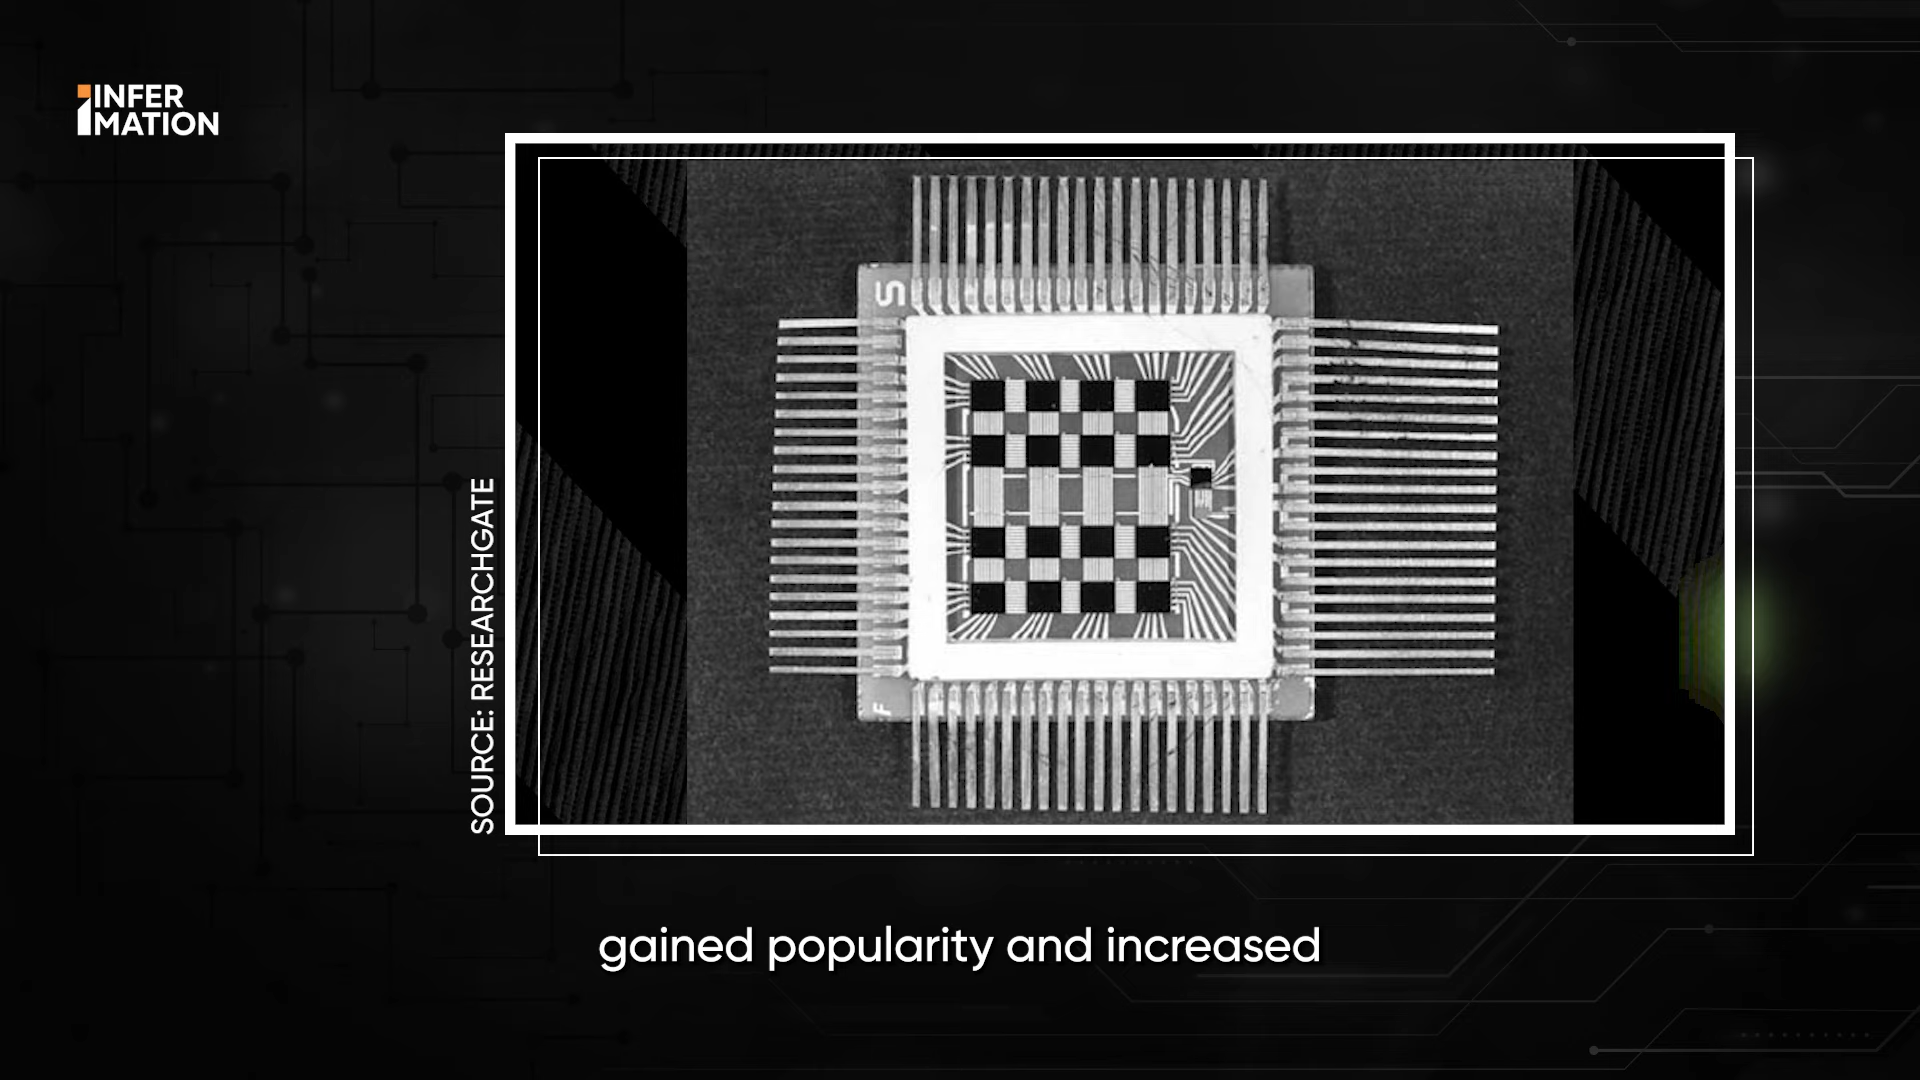 INFER
MATION
SOURCE: RESEARCHGATE
S
F
gained popularity and increased